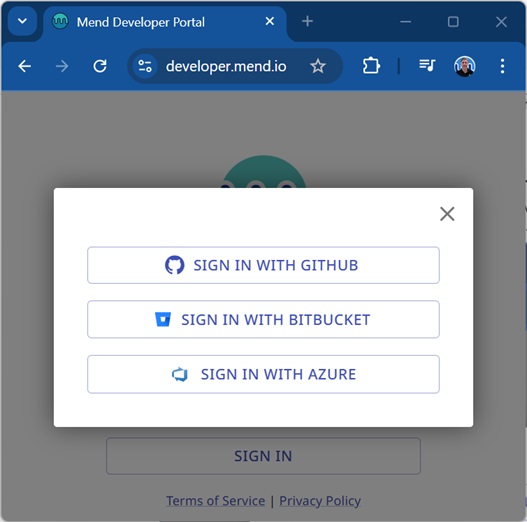 Mend Developer Portal
developer.mend.io
SIGN IN WITH GITHUB
SIGN IN WITH BITBUCKET
SIGN IN WITH AZURE
SIGN IN
Terms of Service | Privacy Policy